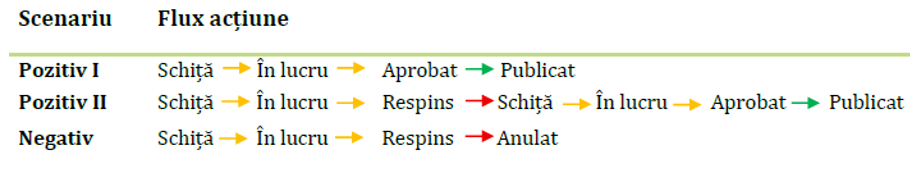 Scenariu Flux acțiune
Pozitiv I Schiță → În lucru → Aprobat → Publicat
Pozitiv II Schiță → În lucru → Respins → Schiță → În lucru → Aprobat → Publicat
Negativ Schiță → În lucru → Respins → Anulat